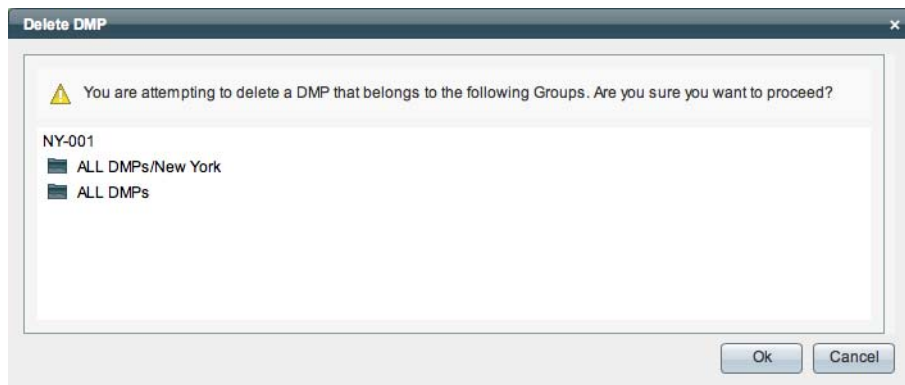 Delete DMP
×
You are attempting to delete a DMP that belongs to the following Groups. Are you sure you want to proceed?
NY-001
ALL DMPs/New York
ALL DMPs
Ok Cancel